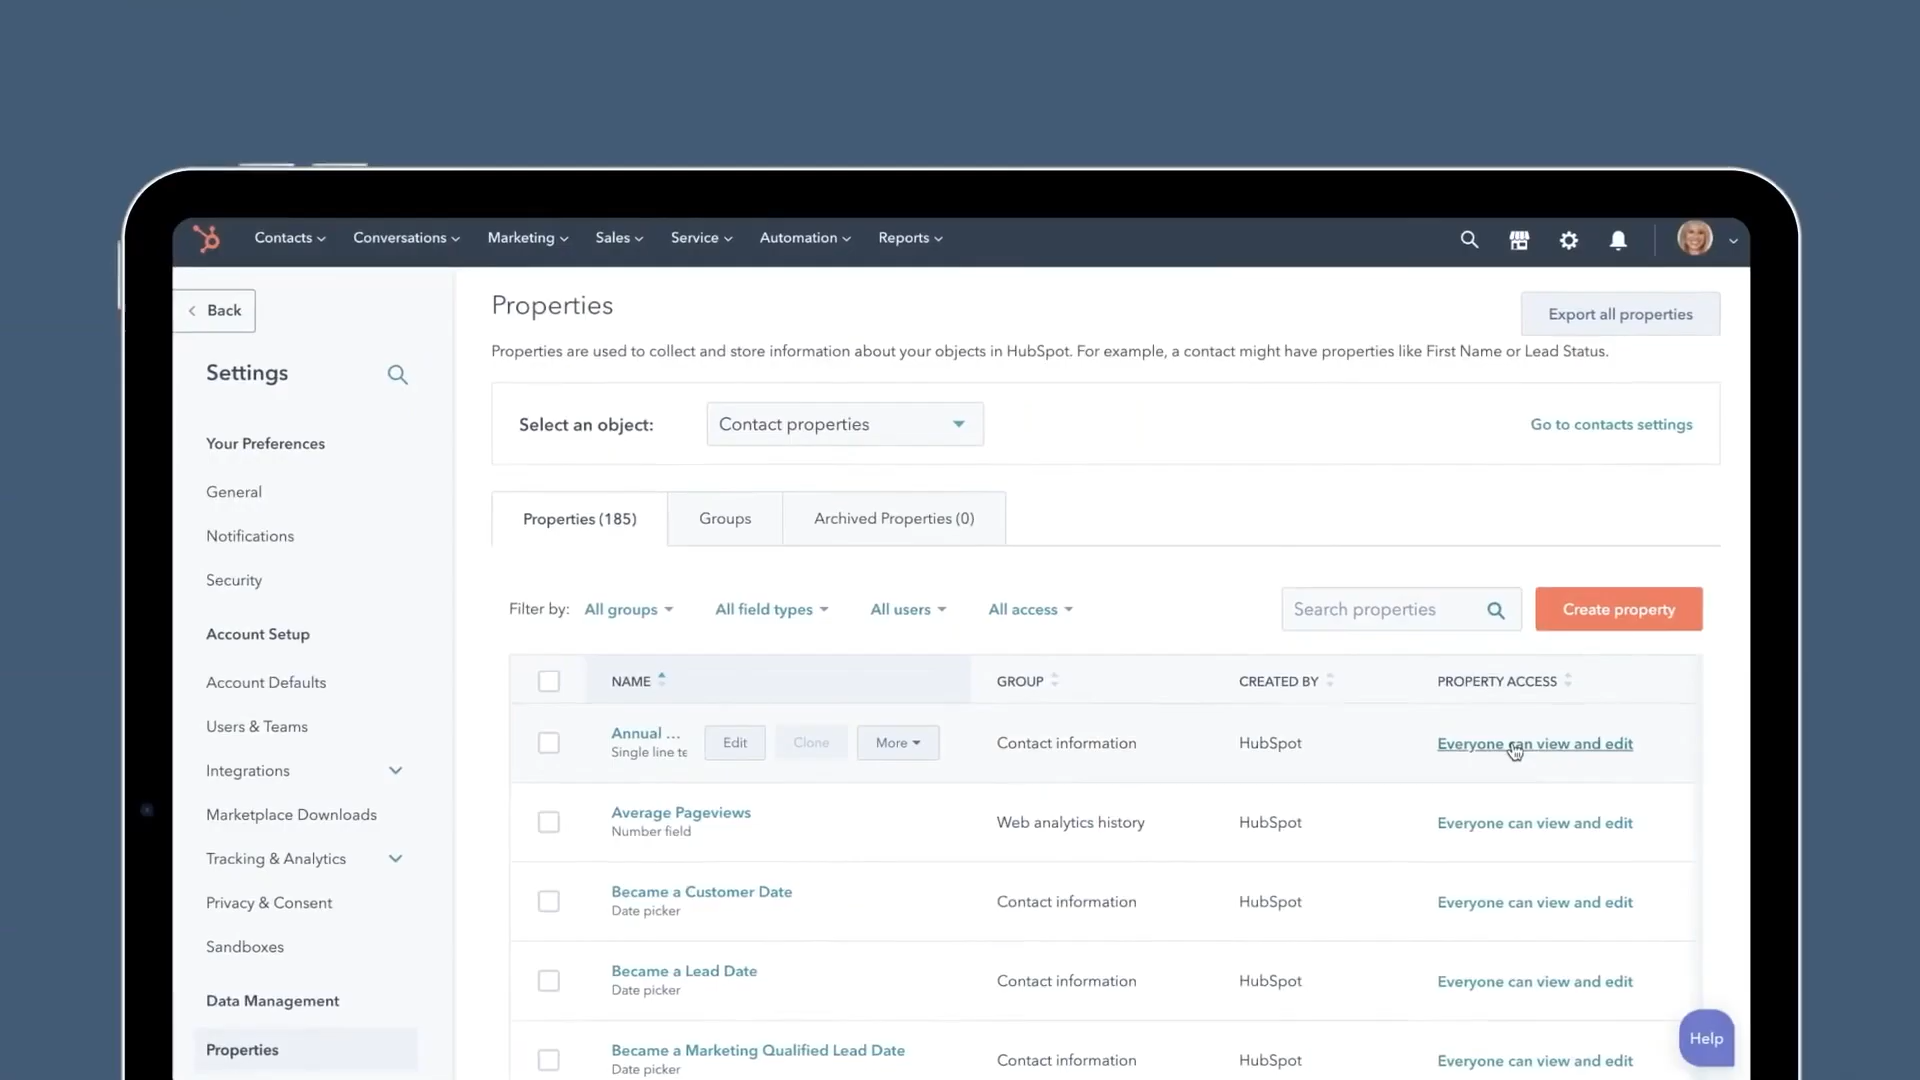 Contacts Conversations Marketing Sales Service Automation Reports
Back
Settings
Your Preferences
General
Notifications
Security
Account Setup
Account Defaults
Users & Teams
Integrations
Marketplace Downloads
Tracking & Analytics
Privacy & Consent
Sandboxes
Data Management
Properties
Properties
Export all properties
Properties are used to collect and store information about your objects in HubSpot. For example, a contact might have properties like First Name or Lead Status.
Select an object: Contact properties Go to contacts settings
Properties (185) Groups Archived Properties (0)
Filter by: All groups All field types All users All access Search properties Create property
NAME GROUP CREATED BY PROPERTY ACCESS
Annual ... Edit Clone More Contact information HubSpot Everyone can view and edit
Single line te
Average Pageviews Web analytics history HubSpot Everyone can view and edit
Number field
Became a Customer Date Contact information HubSpot Everyone can view and edit
Date picker
Became a Lead Date Contact information HubSpot Everyone can view and edit
Date picker
Became a Marketing Qualified Lead Date Contact information HubSpot Everyone can view and edit
Date picker
Help